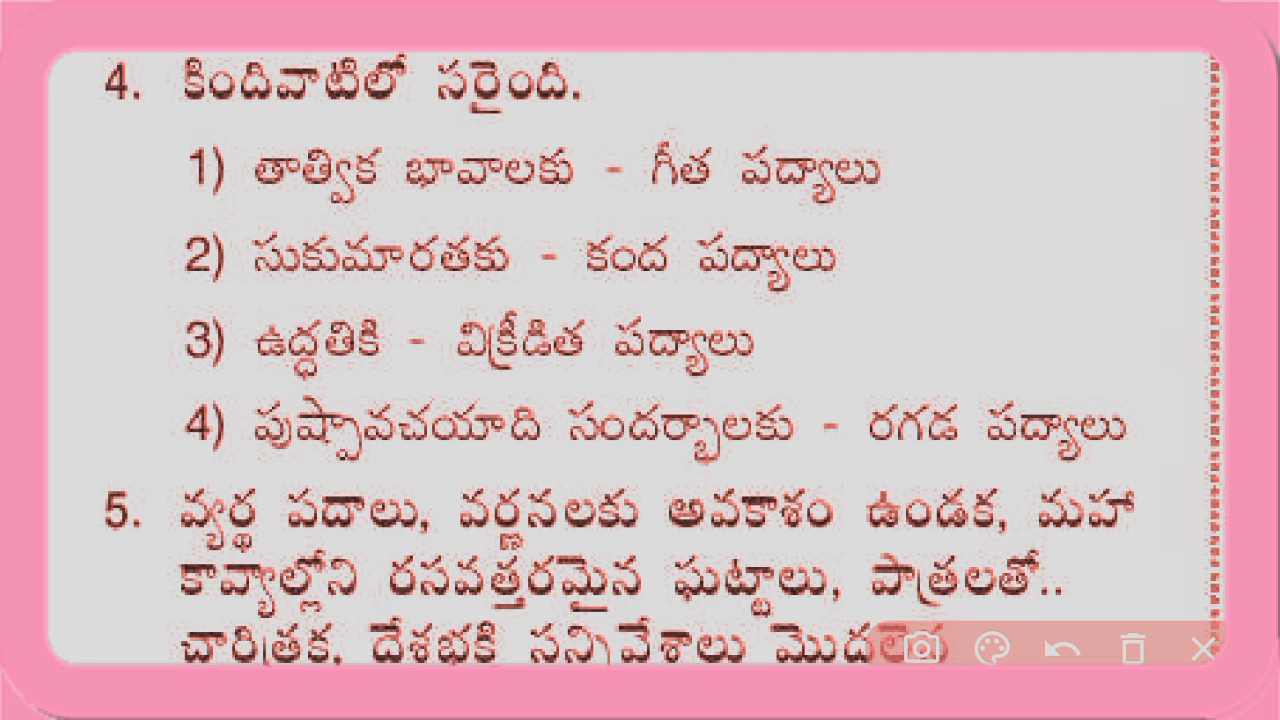 4. కిందివాటిలో సరైంది.
1) తాత్విక భావాలకు - గీత పద్యాలు
2) సుకుమారతకు - కంద పద్యాలు
3) ఉద్ధతికి - విక్రీడిత పద్యాలు
4) పుష్పావచయాది సందర్భాలకు - రగడ పద్యాలు
5. వ్యర్థ పదాలు, వర్ణనలకు అవకాశం ఉండక, మహా
కావ్యాల్లోని రసవత్తరమైన ఘట్టాలు, పాత్రలతో..
చారిత్రక, దేశభక్తి సన్నివేశాలు మొదలైన